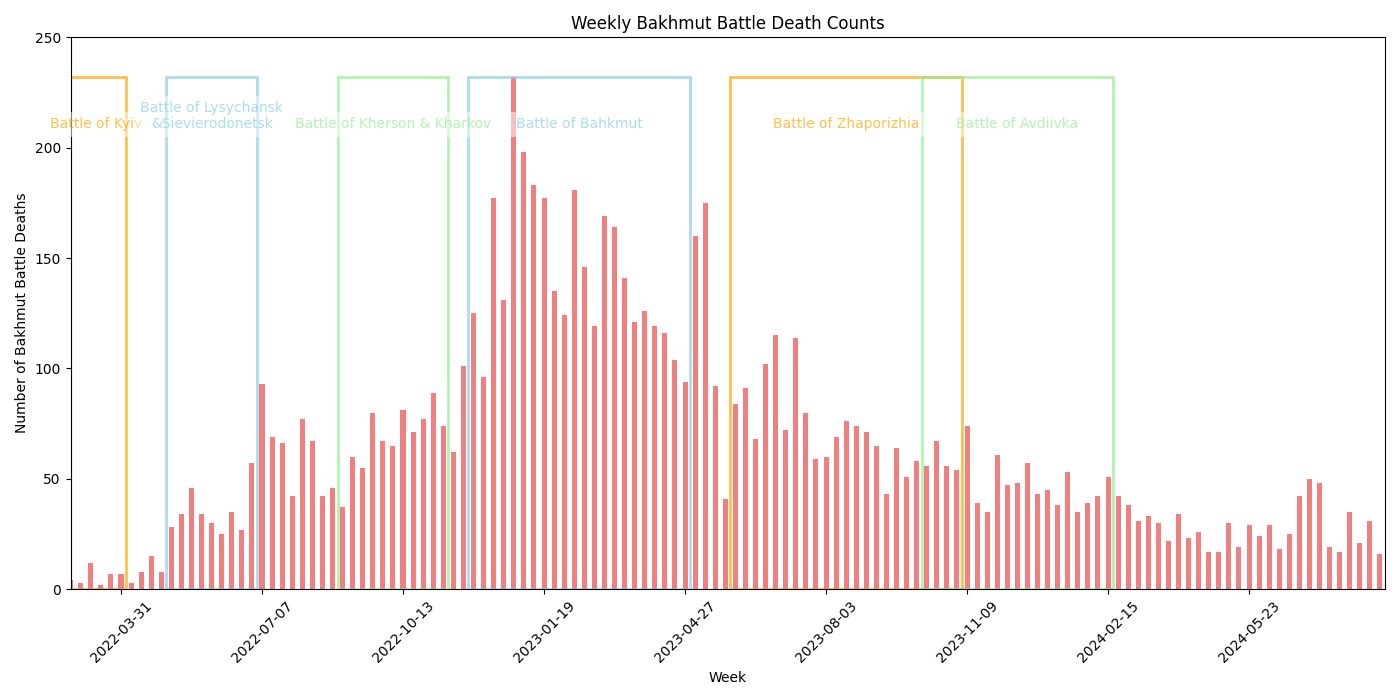 Weekly Bakhmut Battle Death Counts
250
200
150
100
50
0
Number of Bakhmut Battle Deaths
Battle of Kyiv
Battle of Lysychansk
&Sievierodonetsk
Battle of Kherson & Kharkov
Battle of Bahkmut
Battle of Zhaporizhia
Battle of Avdiivka
2022-03-31
2022-07-07
2022-10-13
2023-01-19
2023-04-27
2023-08-03
2023-11-09
2024-02-15
2024-05-23
Week